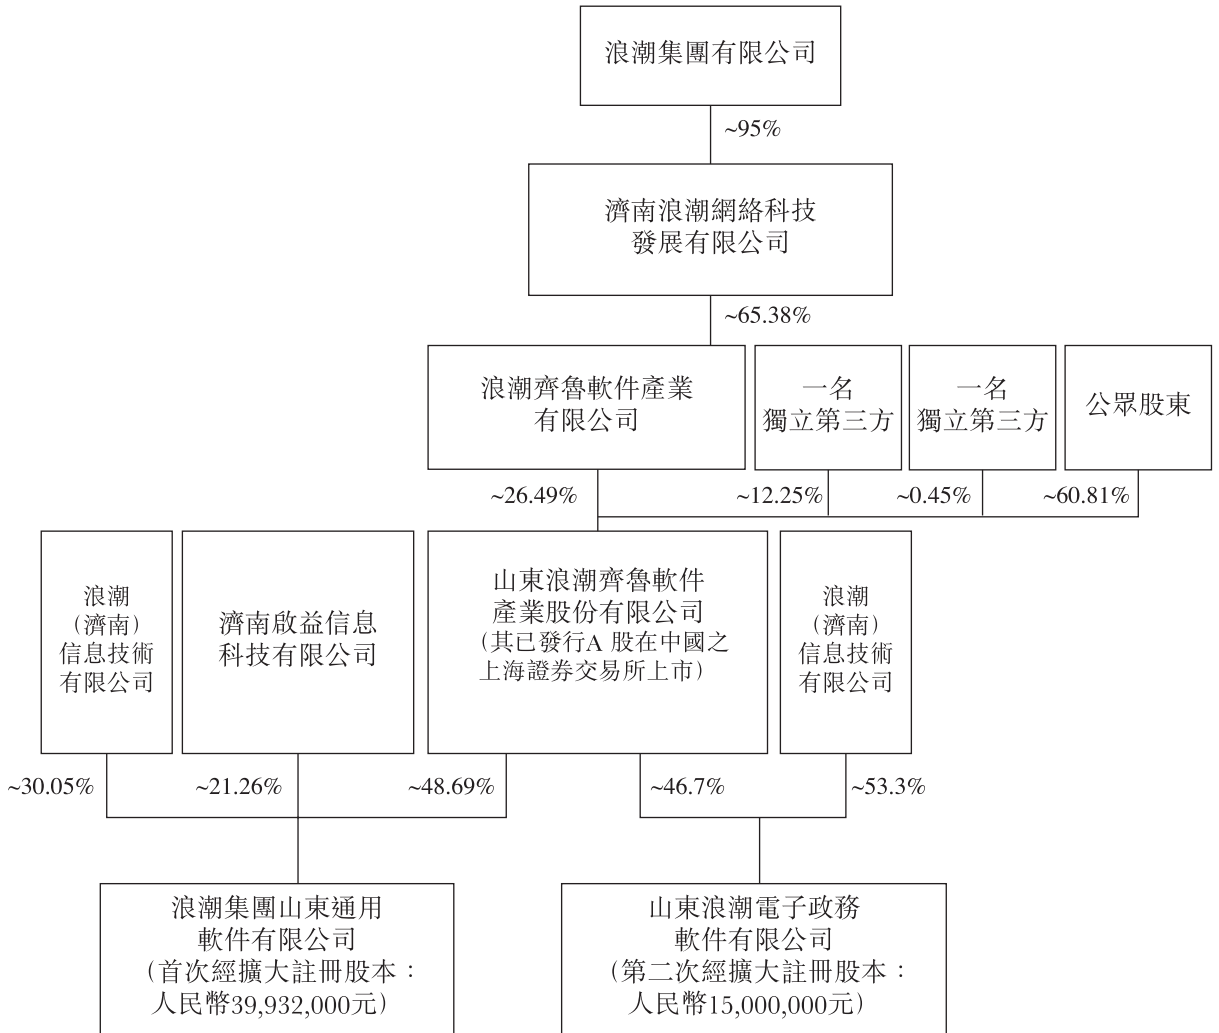 浪潮集團有限公司
~95%
濟南浪潮網絡科技
發展有限公司
~65.38%
浪潮齊魯軟件產業
有限公司
一名
獨立第三方
一名
獨立第三方
公眾股東
~26.49%
~12.25%
~0.45%
~60.81%
浪潮
（濟南）
信息技術
有限公司
濟南啟益信息
科技有限公司
山東浪潮齊魯軟件
產業股份有限公司
（其已發行A 股在中國之
上海證券交易所上市）
浪潮
（濟南）
信息技術
有限公司
~30.05%
~21.26%
~48.69%
~46.7%
~53.3%
浪潮集團山東通用
軟件有限公司
（首次經擴大註冊股本：
人民幣39,932,000元）
山東浪潮電子政務
軟件有限公司
（第二次經擴大註冊股本：
人民幣15,000,000元）